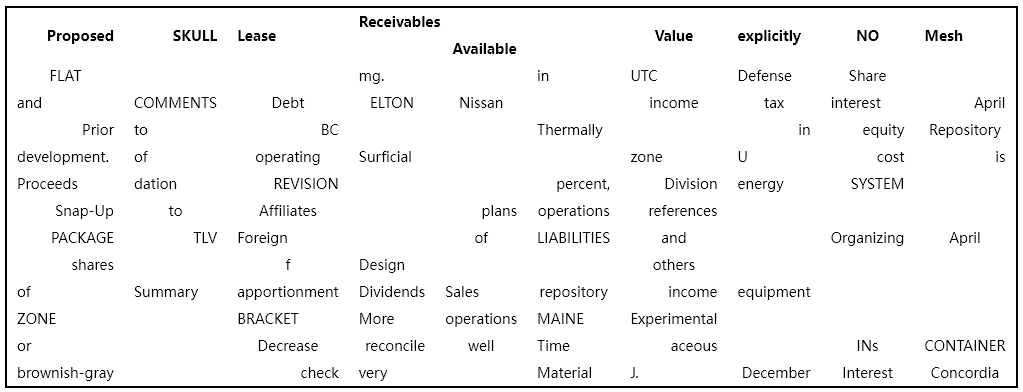 Proposed SKULL Lease Receivables Available Value explicitly NO Mesh
FLAT mg. in UTC Defense Share
and COMMENTS Debt ELTON Nissan income tax interest April
Prior to BC Thermally in equity Repository
development. of operating Surficial zone U cost is
Proceeds dation REVISION percent, Division energy SYSTEM
Snap-Up to Affiliates plans operations references
PACKAGE TLV Foreign of LIABILITIES and Organizing April
shares f Design others
of Summary apportionment Dividends Sales repository income equipment
ZONE BRACKET More operations MAINE Experimental
or Decrease reconcile well Time aceous INs CONTAINER
brownish-gray check very Material J. December Interest Concordia